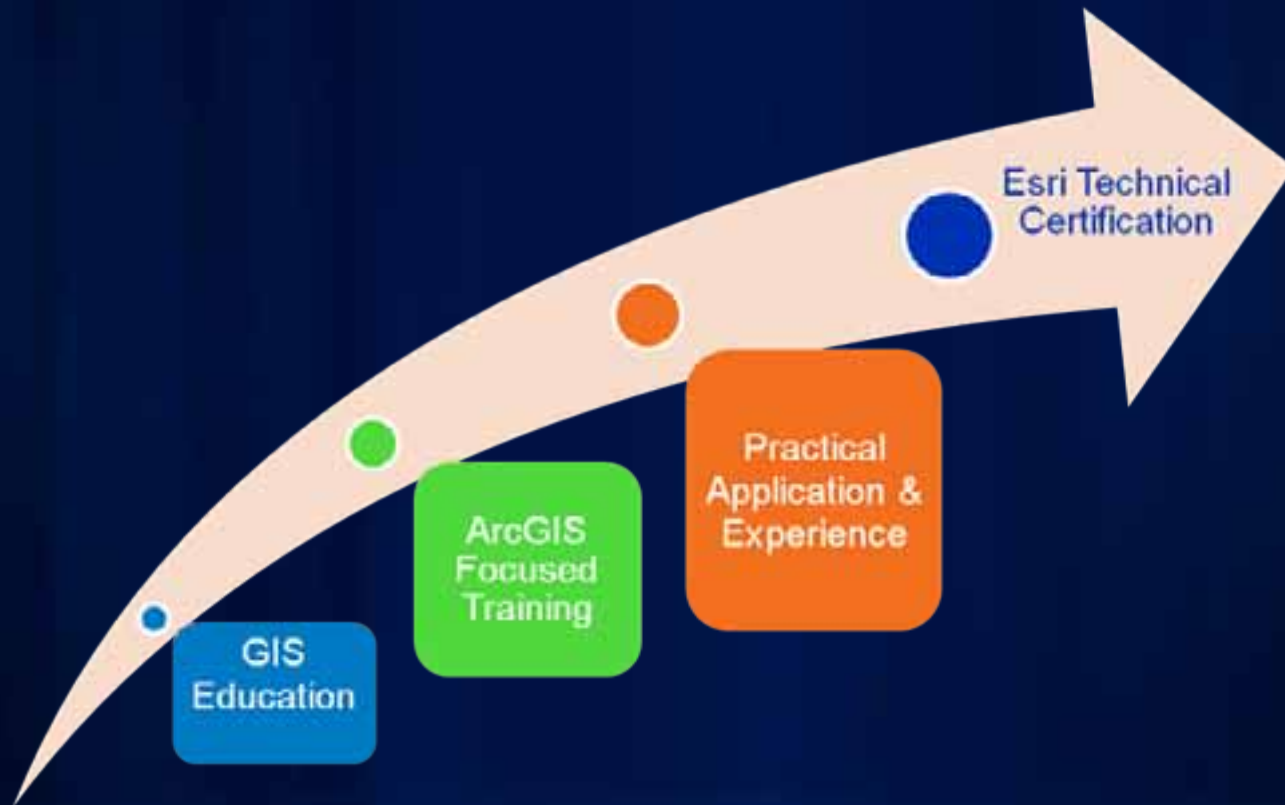 GIS
Education
ArcGIS
Focused
Training
Practical
Application &
Experience
Esri Technical
Certification